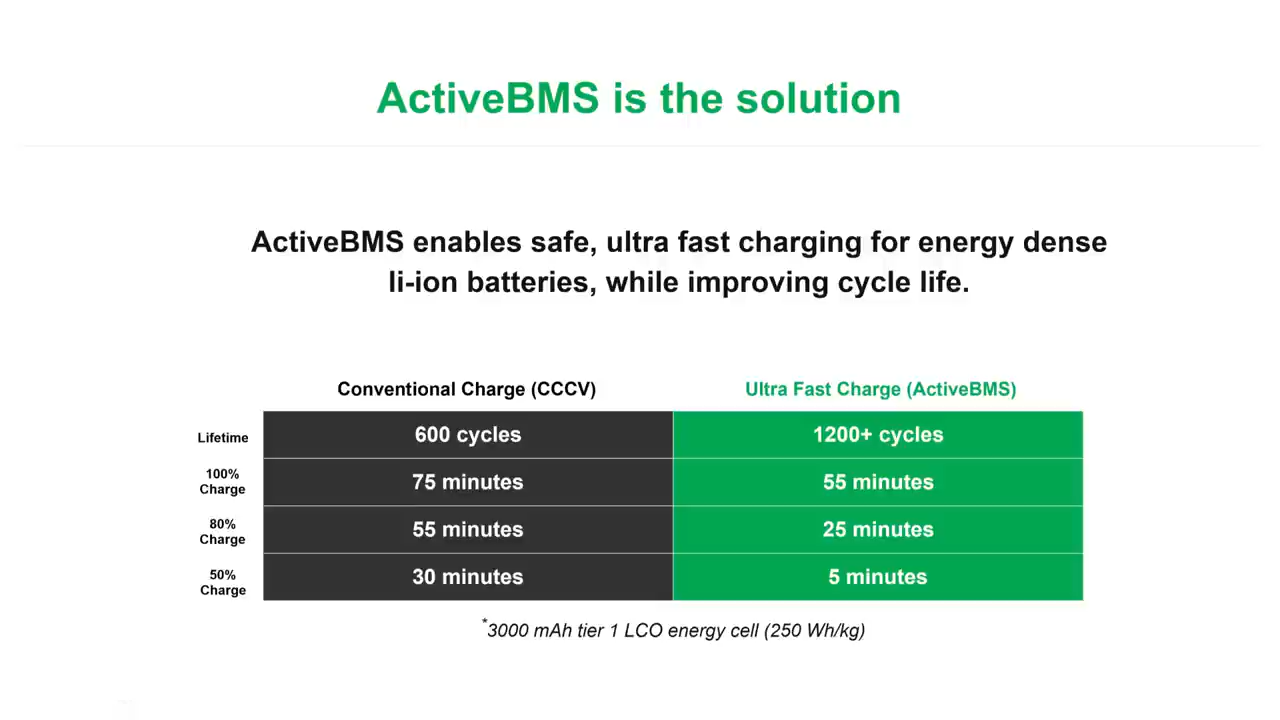 ActiveBMS is the solution
ActiveBMS enables safe, ultra fast charging for energy dense
li-ion batteries, while improving cycle life.
Conventional Charge (CCCV) Ultra Fast Charge (ActiveBMS)
Lifetime 600 cycles 1200+ cycles
100% Charge 75 minutes 55 minutes
80% Charge 55 minutes 25 minutes
50% Charge 30 minutes 5 minutes
*3000 mAh tier 1 LCO energy cell (250 Wh/kg)